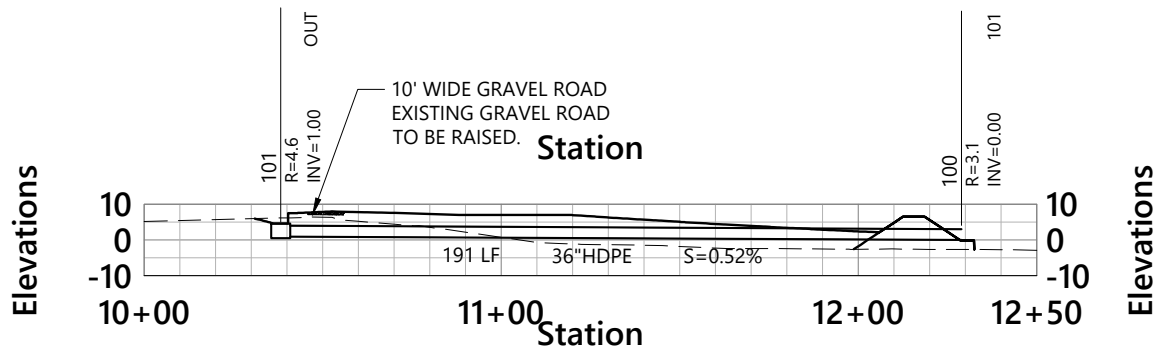 OUT
101
R=4.6
INV=1.00
10' WIDE GRAVEL ROAD
EXISTING GRAVEL ROAD
TO BE RAISED.
Station
101
100
R=3.1
INV=0.00
Elevations
10
0
-10
191 LF 36"HDPE S=0.52%
10
0
-10
Elevations
10+00 11+00 12+00 12+50
Station